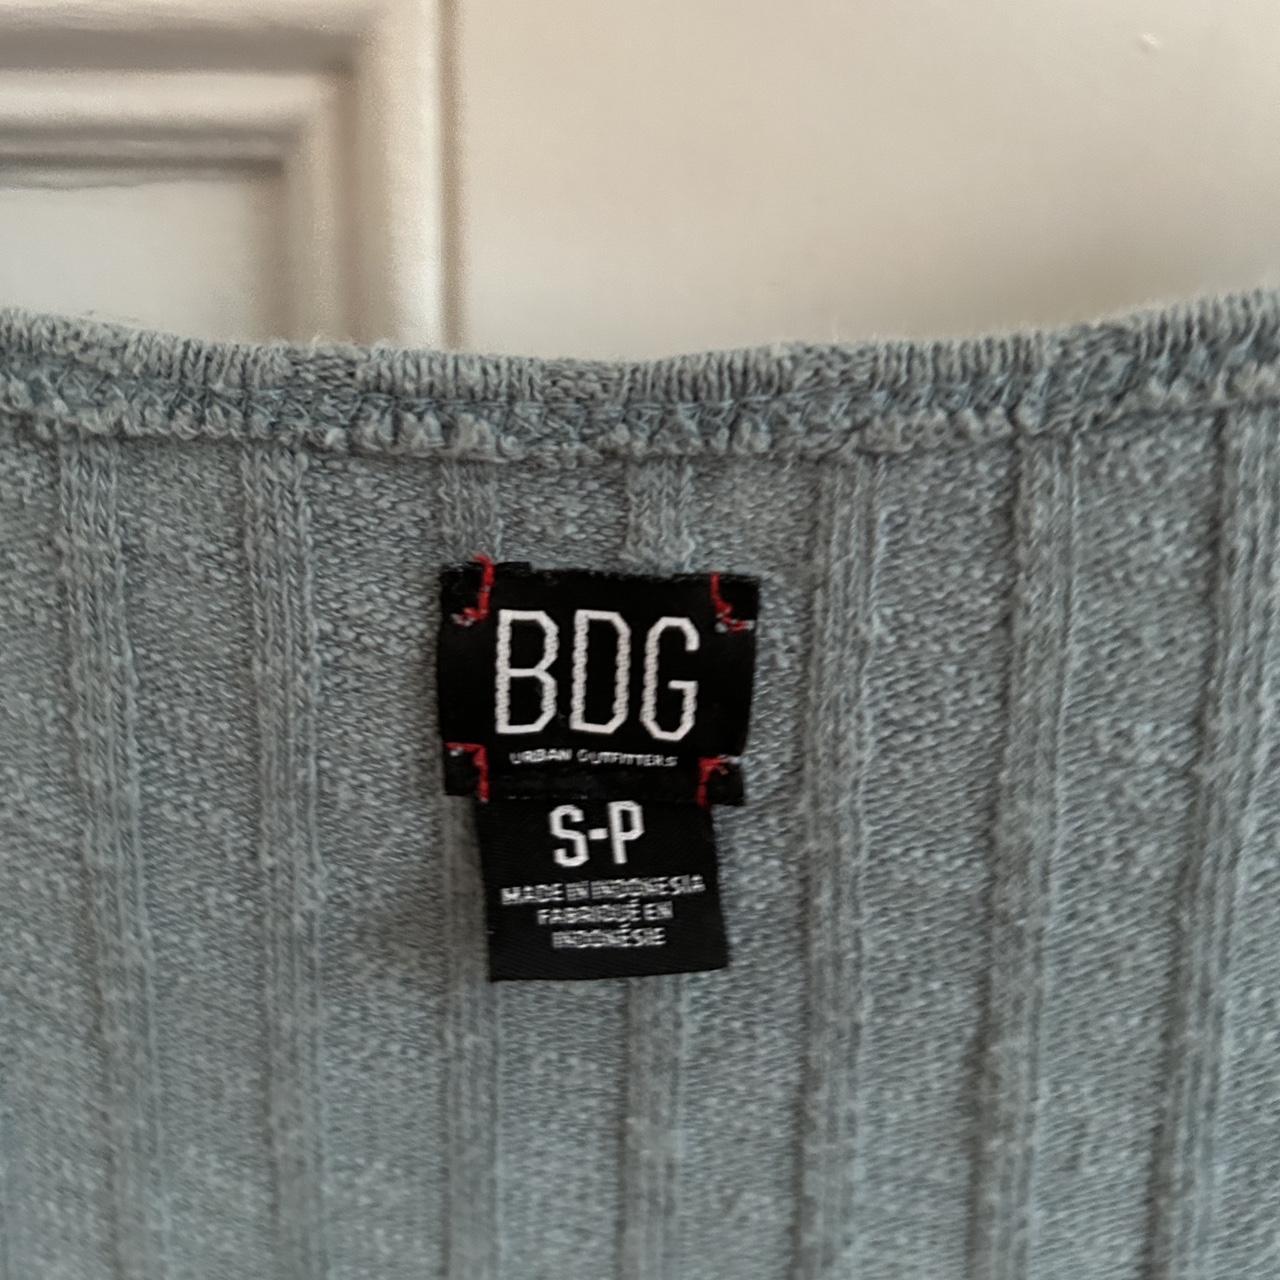 BDG
URBAN OUTFITTERS
S-P
MADE IN INDONESIA
FABRIQUÉ EN
INDONÉSIE